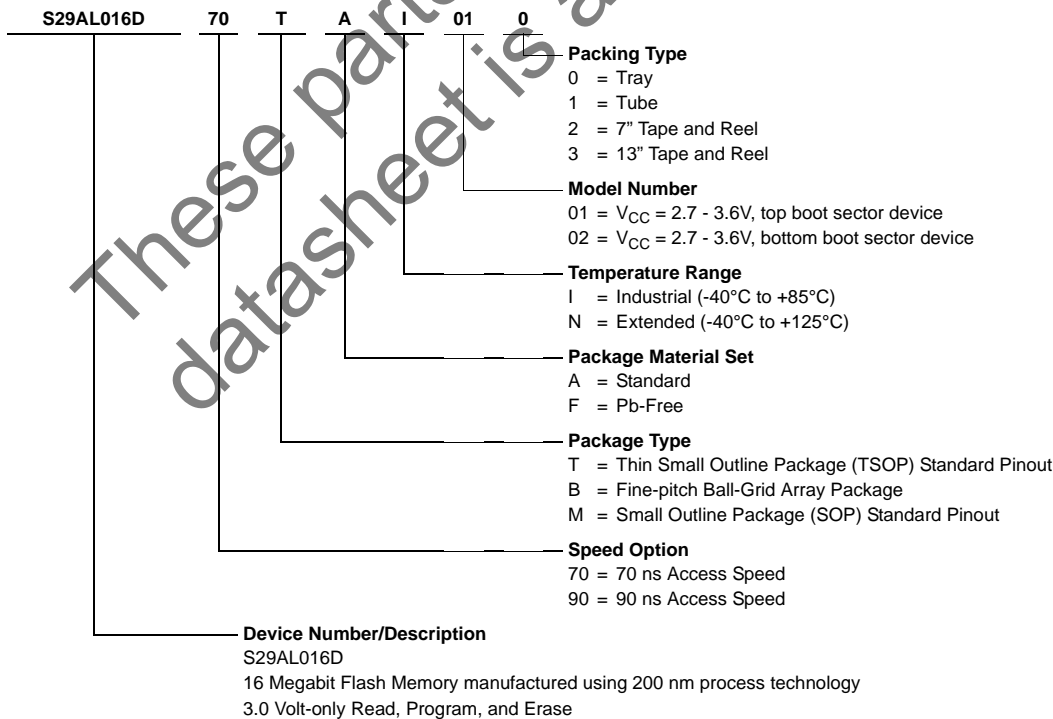 S29AL016D 70 T A I 01 0
Packing Type
0 = Tray
1 = Tube
2 = 7” Tape and Reel
3 = 13” Tape and Reel
Model Number
01 = VCC = 2.7 - 3.6V, top boot sector device
02 = VCC = 2.7 - 3.6V, bottom boot sector device
Temperature Range
I = Industrial (-40°C to +85°C)
N = Extended (-40°C to +125°C)
Package Material Set
A = Standard
F = Pb-Free
Package Type
T = Thin Small Outline Package (TSOP) Standard Pinout
B = Fine-pitch Ball-Grid Array Package
M = Small Outline Package (SOP) Standard Pinout
Speed Option
70 = 70 ns Access Speed
90 = 90 ns Access Speed
Device Number/Description
S29AL016D
16 Megabit Flash Memory manufactured using 200 nm process technology
3.0 Volt-only Read, Program, and Erase
These
datasheet is